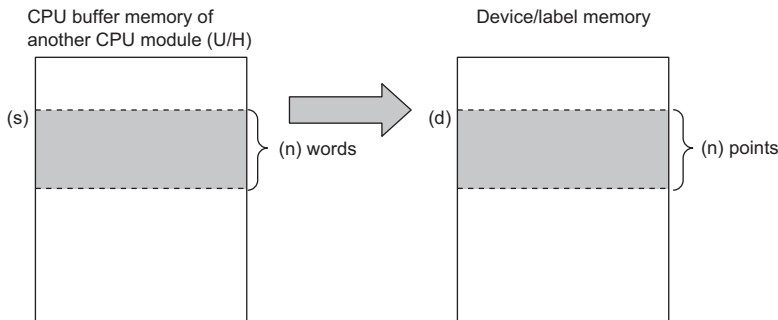 CPU buffer memory of
another CPU module (U/H)
Device/label memory
(s)
(n) words
(d)
(n) points